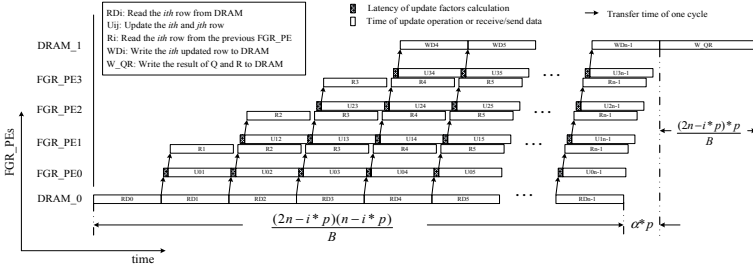 RDi: Read the ith row from DRAM
Uij: Update the ith and jth row
Ri: Read the ith row from the previous FGR_PE
WDi: Write the ith updated row to DRAM
W_QR: Write the result of Q and R to DRAM
Latency of update factors calculation
Time of update operation or receive/send data
Transfer time of one cycle
DRAM_1 WD4 WD5 WDn-1 W_QR
U34 U35 U3n-1
FGR_PE3 R3 R4 R5 Rn-1
FGR_PE2 U23 U24 U25 U2n-1
R2 R3 R4 R5 Rn-1
FGR_PE1 U12 U13 U14 U15 U1n-1
R1 R2 R3 R4 R5 Rn-1
FGR_PE0 U01 U02 U03 U04 U05 U0n-1
DRAM_0 RD0 RD1 RD2 RD3 RD4 RD5 RDn-1
... ... ... ... ...
(2n-i*p)*p
B
(2n-i*p)(n-i*p)
B
α*p
FGR_PEs
time